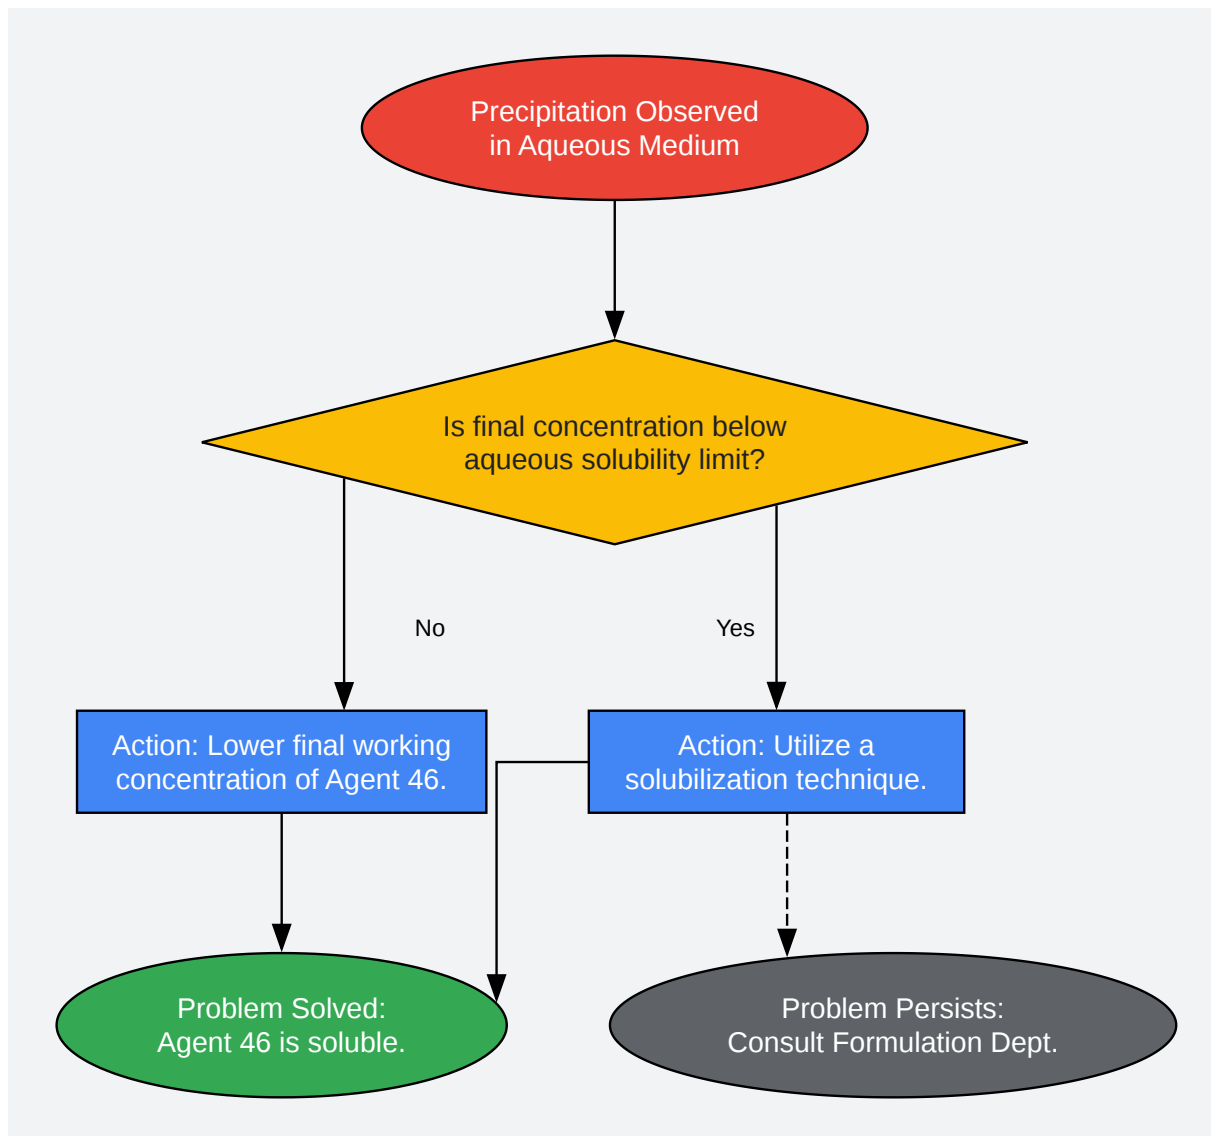 Precipitation Observed
in Aqueous Medium
Is final concentration below
aqueous solubility limit?
No
Yes
Action: Lower final working
concentration of Agent 46.
Action: Utilize a
solubilization technique.
Problem Solved:
Agent 46 is soluble.
Problem Persists:
Consult Formulation Dept.